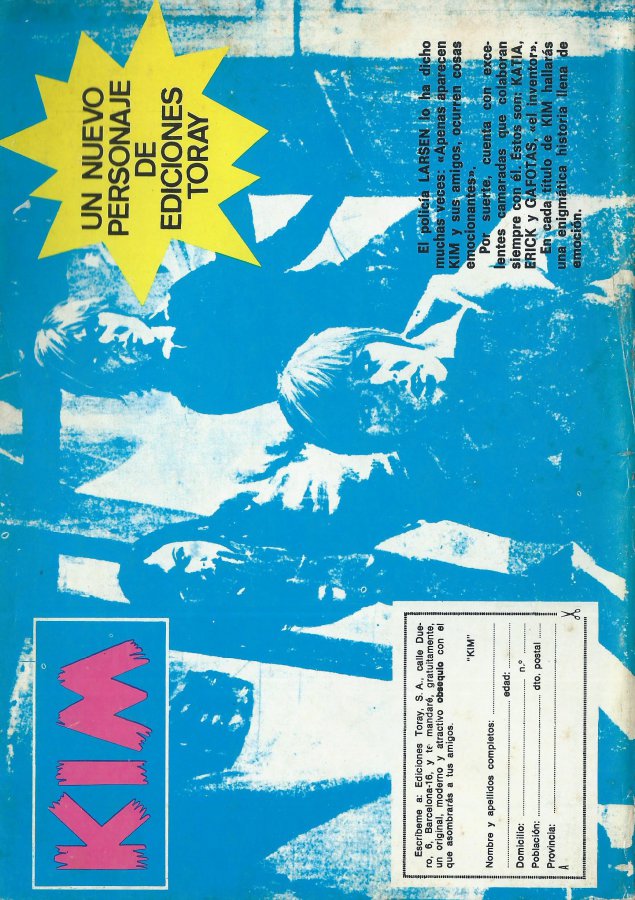 KIM
UN NUEVO
PERSONAJE
DE
EDICIONES
TORAY
El policía LARSEN lo ha dicho
muchas veces: «Apenas aparecen
KIM y sus amigos, ocurren cosas
emocionantes».
Por suerte, cuenta con exce-
lentes camaradas que colaboran
siempre con él. Estos son: KATIA,
ERICK y GAFOTAS, «el inventor».
En cada título de KIM hallarás
una enigmática historia llena de
emoción.
Escríbeme a: Ediciones Toray, S. A., calle Due-
ro, 6, Barcelona-16, y te mandaré, gratuitamente,
un original, moderno y atractivo obsequio con el
que asombrarás a tus amigos.
"KIM"
Nombre y apellidos completos:
edad:
Domicilio: n.º
Población: dto. postal
Provincia:
A